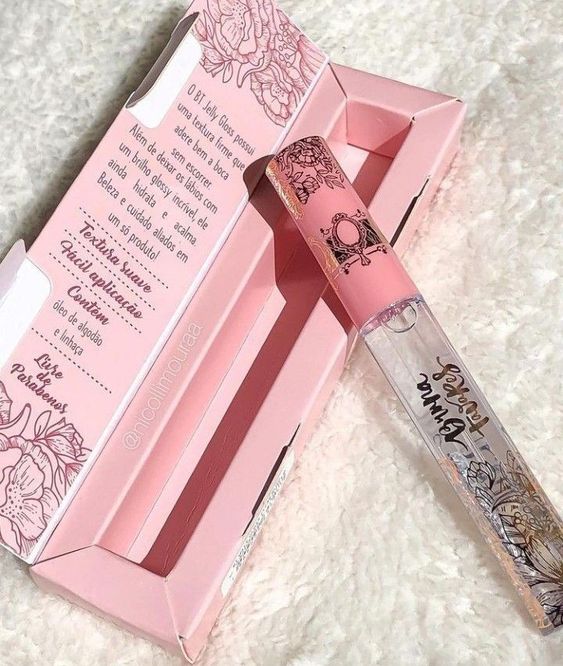 O BT Jelly Gloss possui
uma textura firme que
adere bem a boca
sem escorrer.
Além de deixar os lábios com
um brilho glossy incrível, ele
ainda hidrata e acalma
Beleza e cuidado aliados em
um só produto!
Textura suave
Fácil aplicação
Contém
óleo de algodão
e linhaça
Livre
de
Parabenos
@nicollimouraa
Bruna
tavares